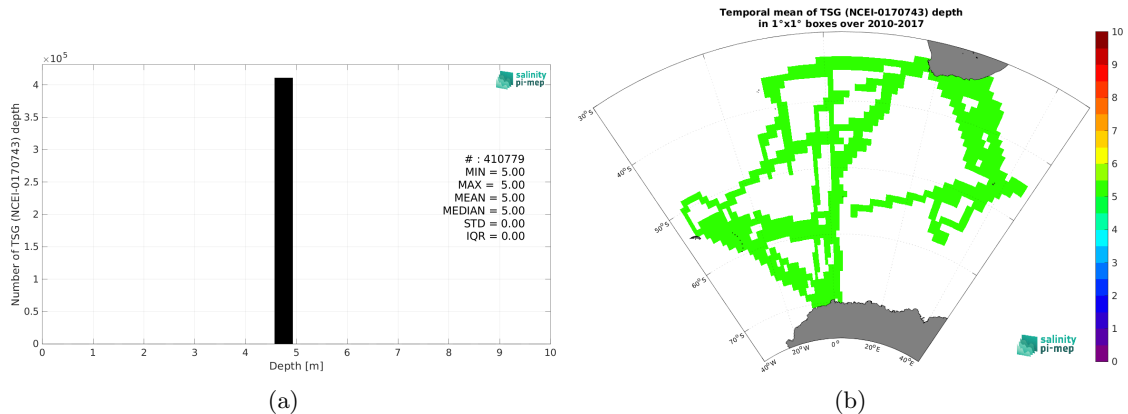 ×10⁵
4
3.5
3
2.5
2
1.5
1
0.5
0
Number of TSG (NCEI-0170743) depth
salinity
pi-mep
# : 410779
MIN = 5.00
MAX = 5.00
MEAN = 5.00
MEDIAN = 5.00
STD = 0.00
IQR = 0.00
0 1 2 3 4 5 6 7 8 9 10
Depth [m]
(a)
Temporal mean of TSG (NCEI-0170743) depth
in 1°x1° boxes over 2010-2017
30°S
40°S
50°S
60°S
70°S
40°W
20°W
0°
20°E
40°E
10
9
8
7
6
5
4
3
2
1
0
salinity
pi-mep
(b)